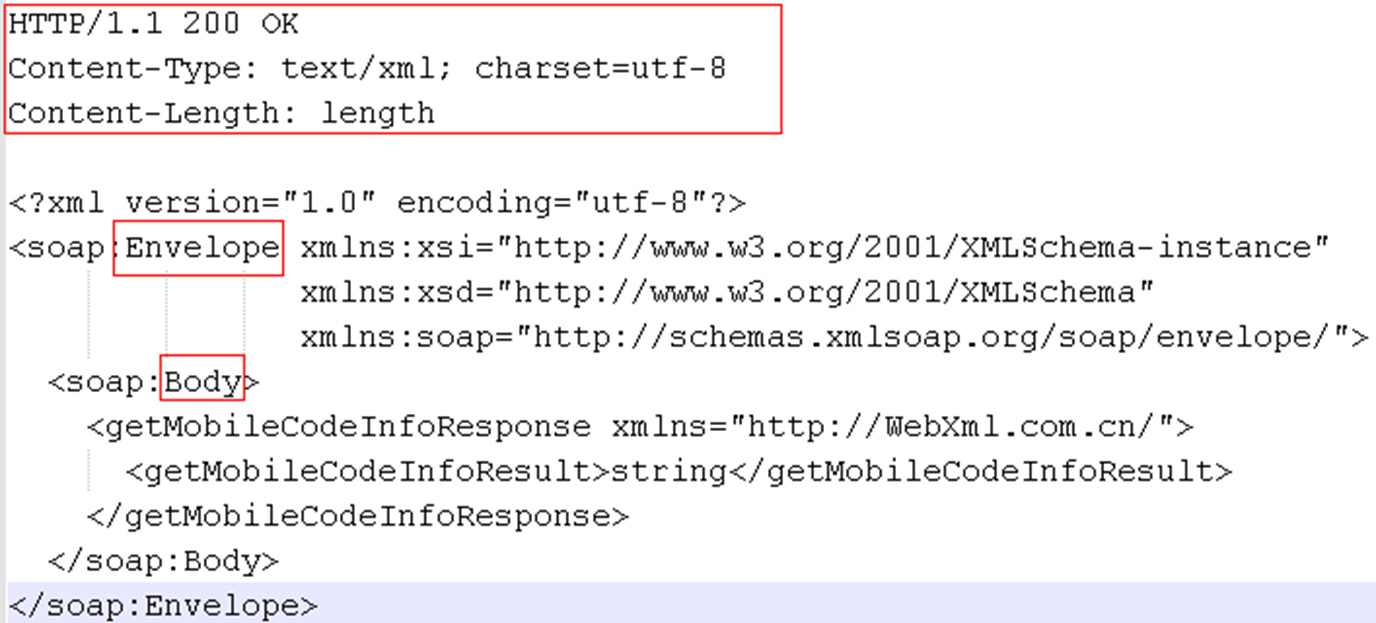 HTTP/1.1 200 OK
Content-Type: text/xml; charset=utf-8
Content-Length: length
<?xml version="1.0" encoding="utf-8"?>
<soap:Envelope xmlns:xsi="http://www.w3.org/2001/XMLSchema-instance"
xmlns:xsd="http://www.w3.org/2001/XMLSchema"
xmlns:soap="http://schemas.xmlsoap.org/soap/envelope/">
<soap:Body>
<getMobileCodeInfoResponse xmlns="http://WebXml.com.cn/">
<getMobileCodeInfoResult>string</getMobileCodeInfoResult>
</getMobileCodeInfoResponse>
</soap:Body>
</soap:Envelope>